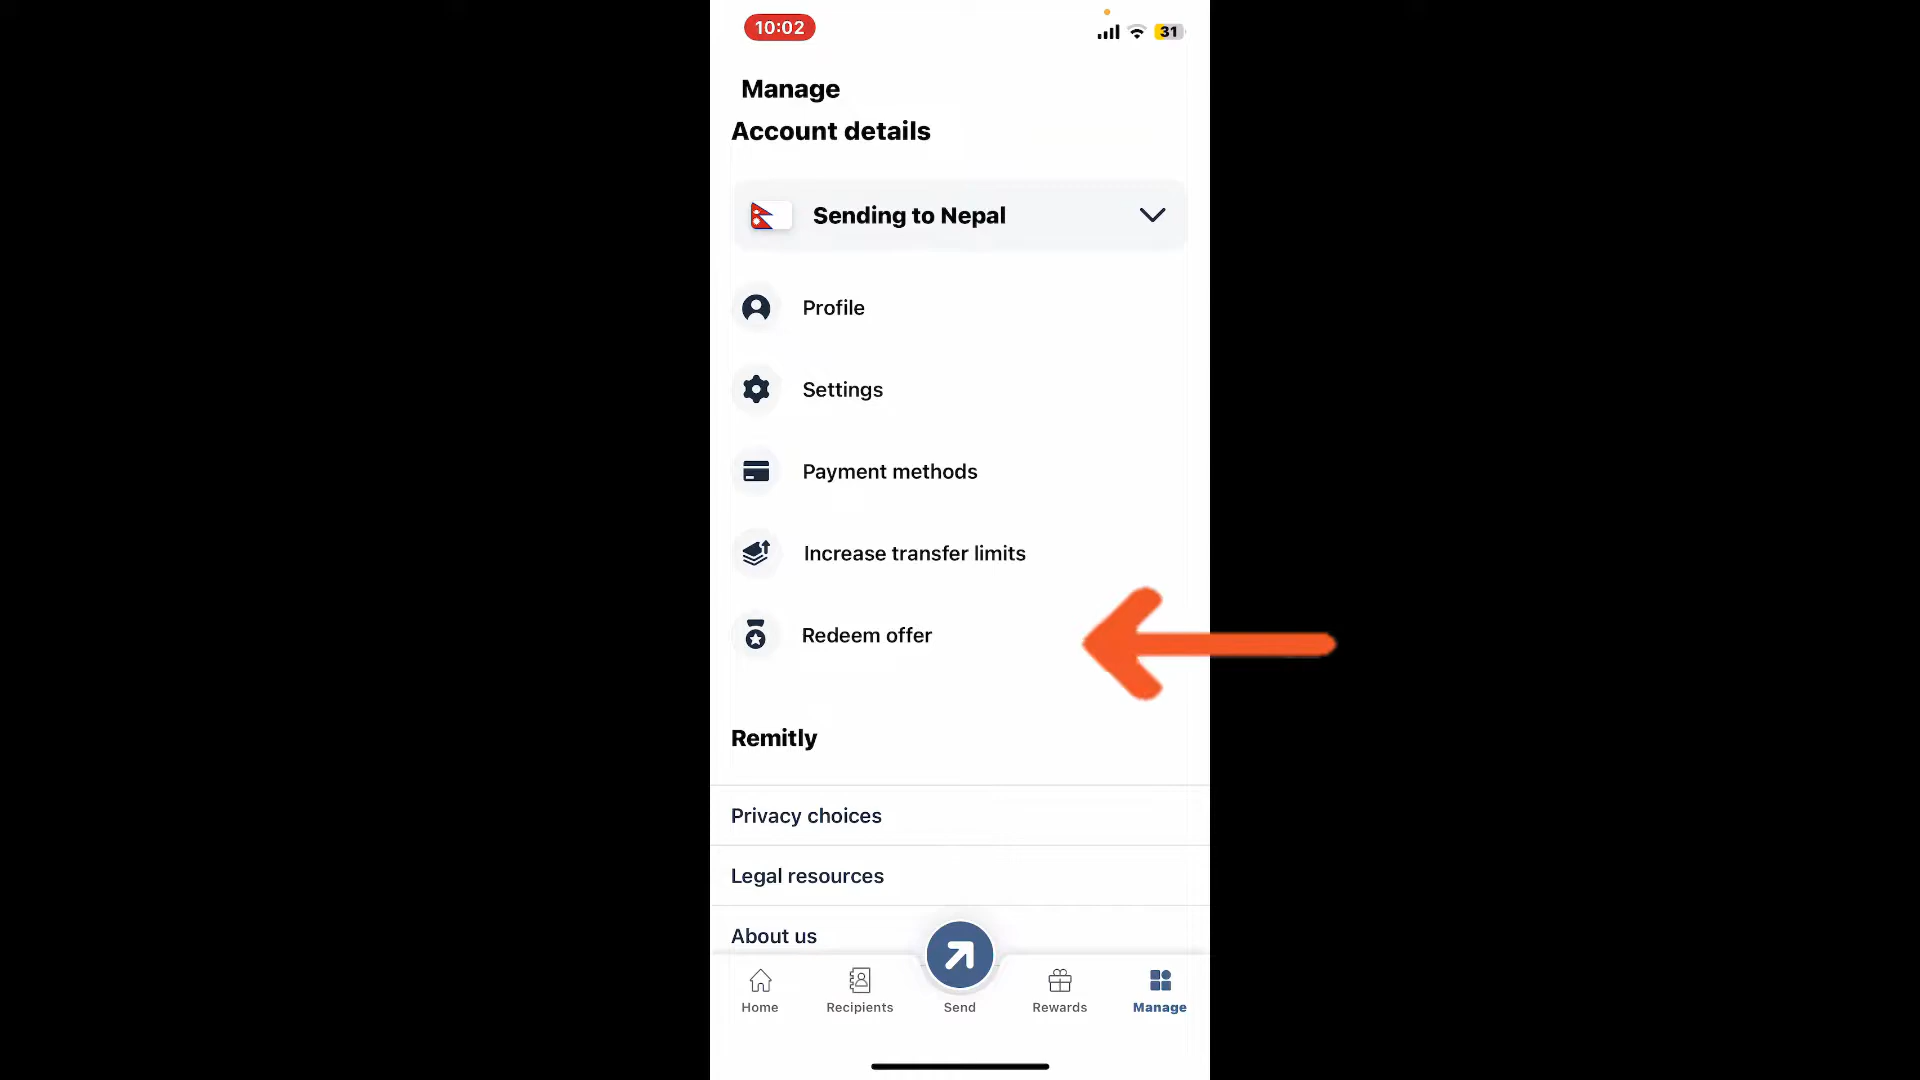 10:02
31
Manage
Account details
Sending to Nepal
Profile
Settings
Payment methods
Increase transfer limits
Redeem offer
Remitly
Privacy choices
Legal resources
About us
Home
Recipients
Send
Rewards
Manage